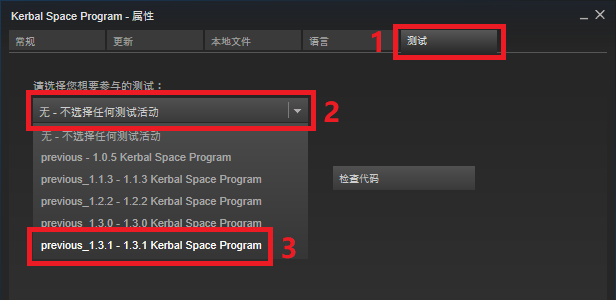 Kerbal Space Program - 属性
常规 更新 本地文件 语言 1 测试
请选择您想要参与的测试：
无 - 不选择任何测试活动 2
无 - 不选择任何测试活动
previous - 1.0.5 Kerbal Space Program
previous_1.1.3 - 1.1.3 Kerbal Space Program
检查代码
previous_1.2.2 - 1.2.2 Kerbal Space Program
previous_1.3.0 - 1.3.0 Kerbal Space Program
previous_1.3.1 - 1.3.1 Kerbal Space Program 3